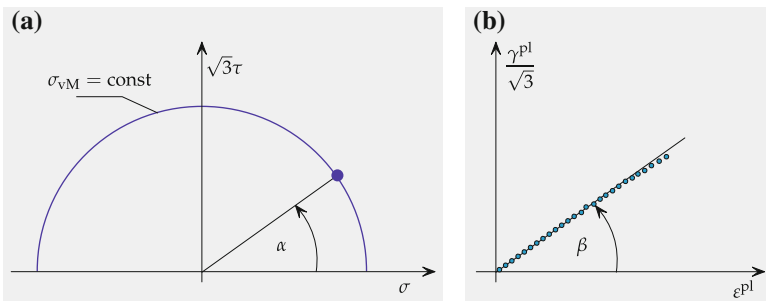 (a)
√3τ
σvM = const
α
σ
(b)
γpl
√3
β
εpl